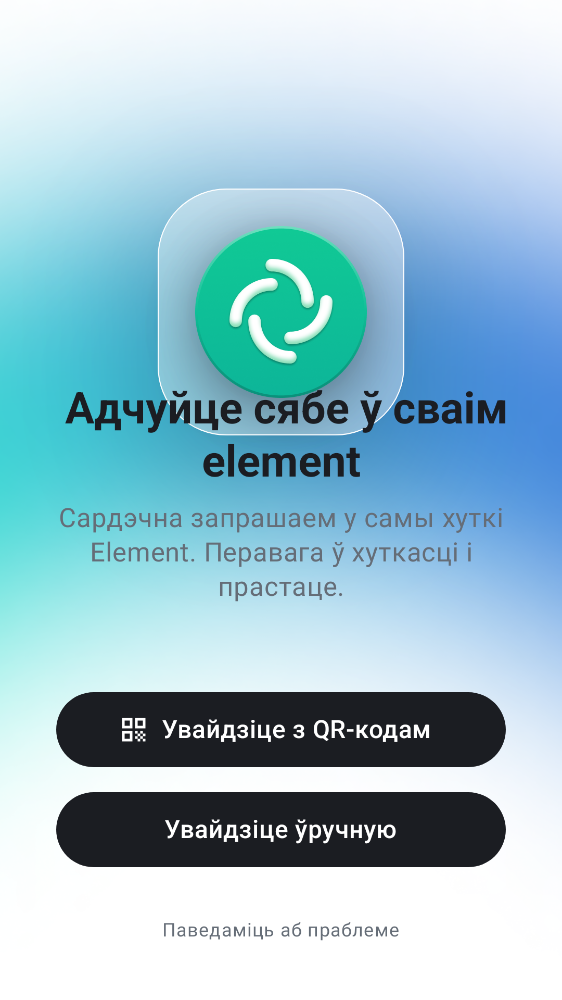 Адчуйце сябе ў сваім
element
Сардэчна запрашаем у самы хуткі
Element. Перавага ў хуткасці і
прастаце.
Увайдзіце з QR-кодам
Увайдзіце ўручную
Паведаміць аб праблеме